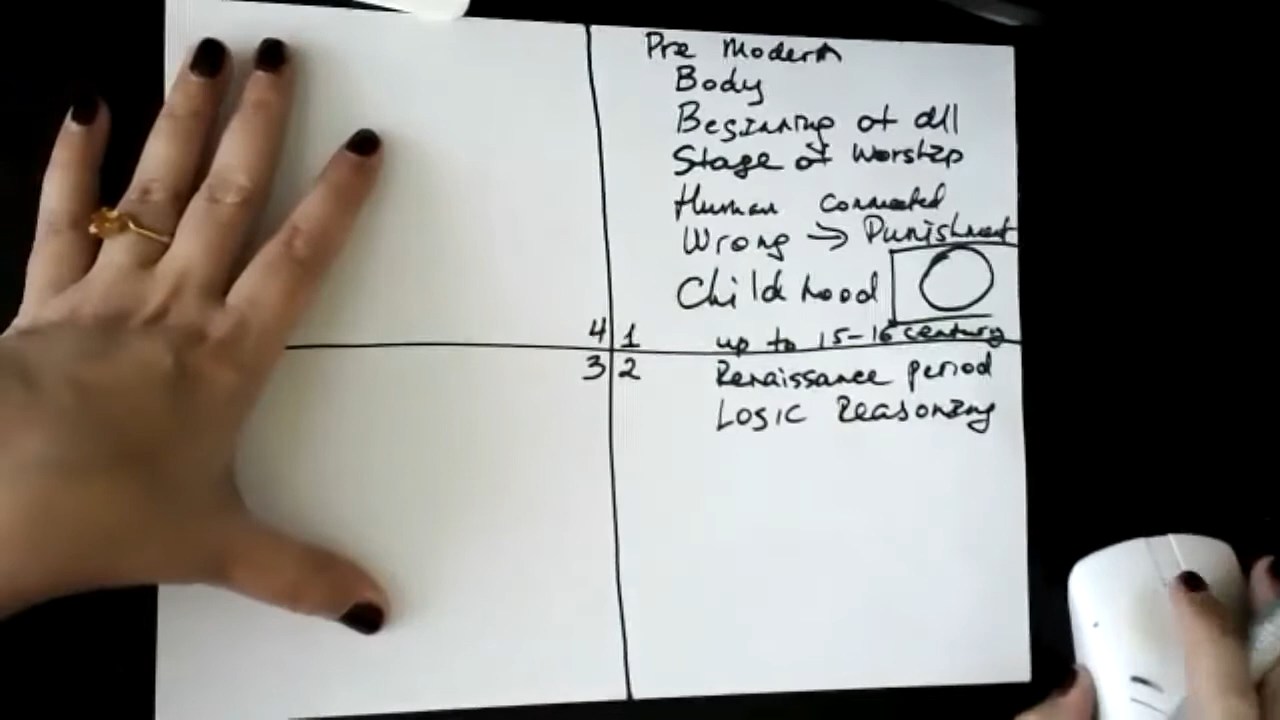 Pre Modern
Body
Beginning of all
Stage of Worship
Human connected
Wrong → Punishment
Childhood
up to 15-16 century
4 1
3 2
Renaissance period
Logic Reasoning